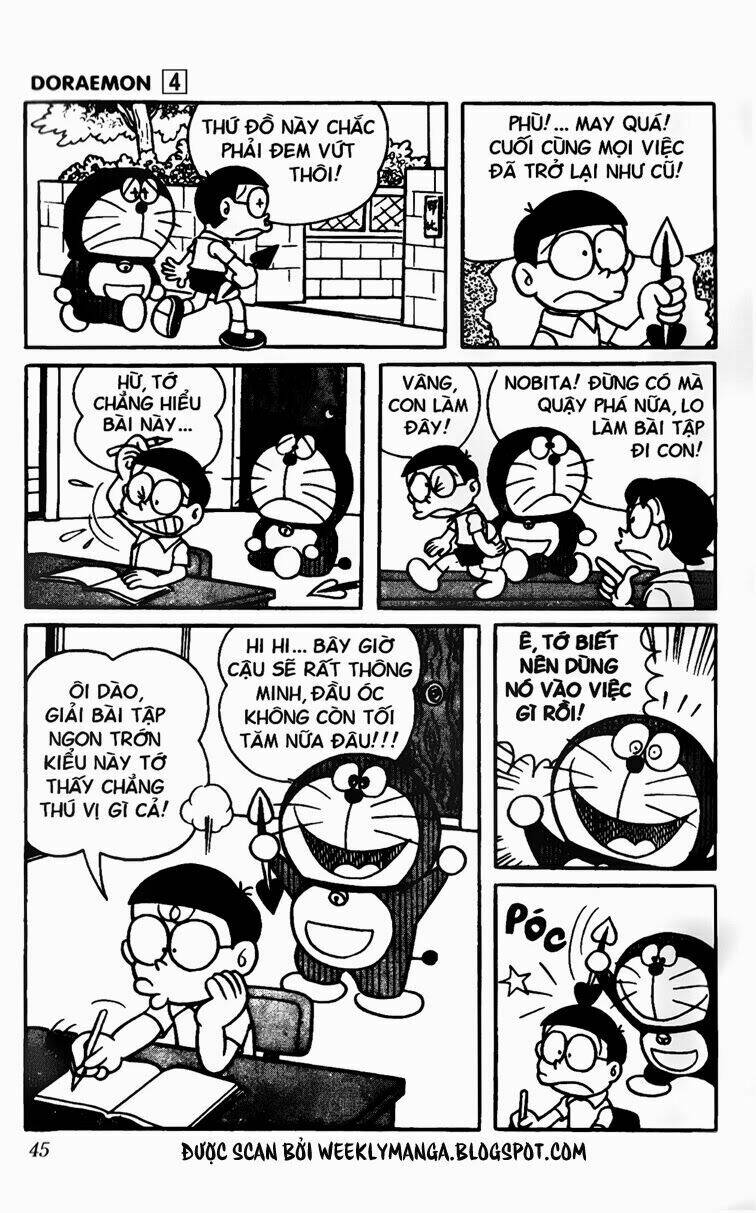 DORAEMON 4
PHÙ!... MAY QUÁ!
CUỐI CÙNG MỌI VIỆC
ĐÃ TRỞ LẠI NHƯ CŨ!
THỨ ĐỒ NÀY CHẮC
PHẢI ĐEM VỨT
THÔI!
NOBITA! ĐỪNG CÓ MÀ
QUẬY PHÁ NỮA, LO
LÀM BÀI TẬP
ĐI CON!
VÂNG,
CON LÀM
ĐÂY!
HỪ, TỚ
CHẲNG HIỂU
BÀI NÀY...
Ê, TỚ BIẾT
NÊN DÙNG
NÓ VÀO VIỆC
GÌ RỒI!
PÓC
HI HI... BÂY GIỜ
CẬU SẼ RẤT THÔNG
MINH, ĐẦU ÓC
KHÔNG CÒN TỐI
TĂM NỮA ĐÂU!!!
ÔI DÀO,
GIẢI BÀI TẬP
NGON TRỚN
KIỂU NÀY TỚ
THẤY CHẲNG
THÚ VỊ GÌ CẢ!
45
ĐƯỢC SCAN BỞI WEEKLYMANGA.BLOGSPOT.COM